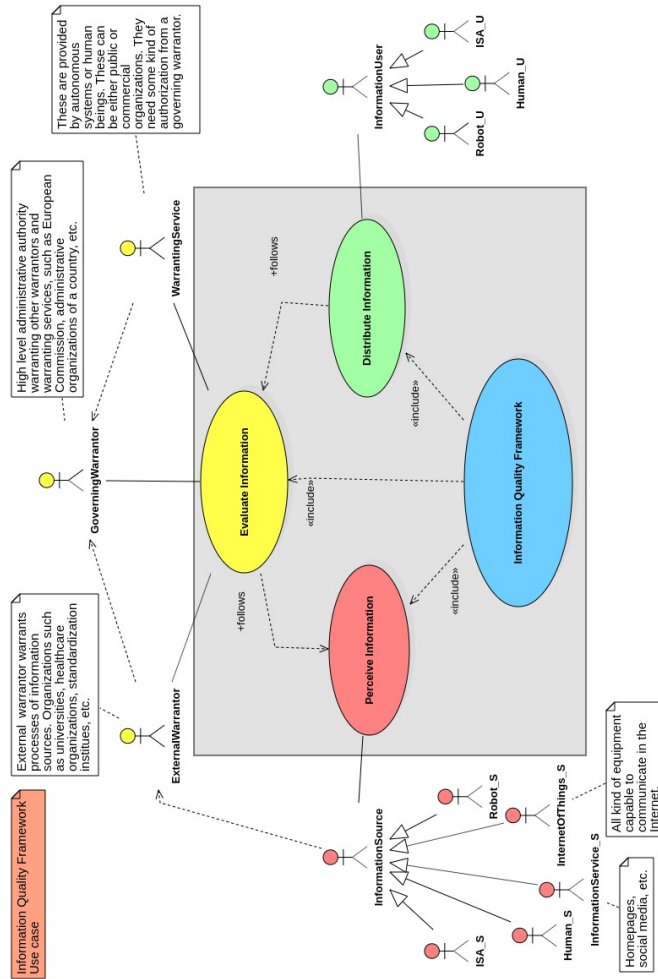 Information Quality Framework
Use case
External warrantor warrants
processes of information
sources. Organizations such
as universities, healthcare
organizations, standardization
institues, etc.
High level administrative authority
warranting other warrantors and
warranting services, such as European
Commission, administrative
organizations of a country, etc.
These are provided
by autonomous
systems or human
beings. These can
be either public or
commercial
organizations. They
need some kind of
authorization from a
governing warrantor.
GoverningWarrantor
ExternalWarrantor
WarrantingService
Evaluate Information
+follows
+follows
«include»
InformationSource
Perceive Information
Distribute Information
InformationUser
«include»
«include»
Information Quality Framework
ISA_S
Human_S
InformationService_S
InternetOfThings_S
Robot_S
Robot_U
Human_U
ISA_U
Homepages,
social media, etc.
All kind of equipment
capable to
communicate in the
Internet.